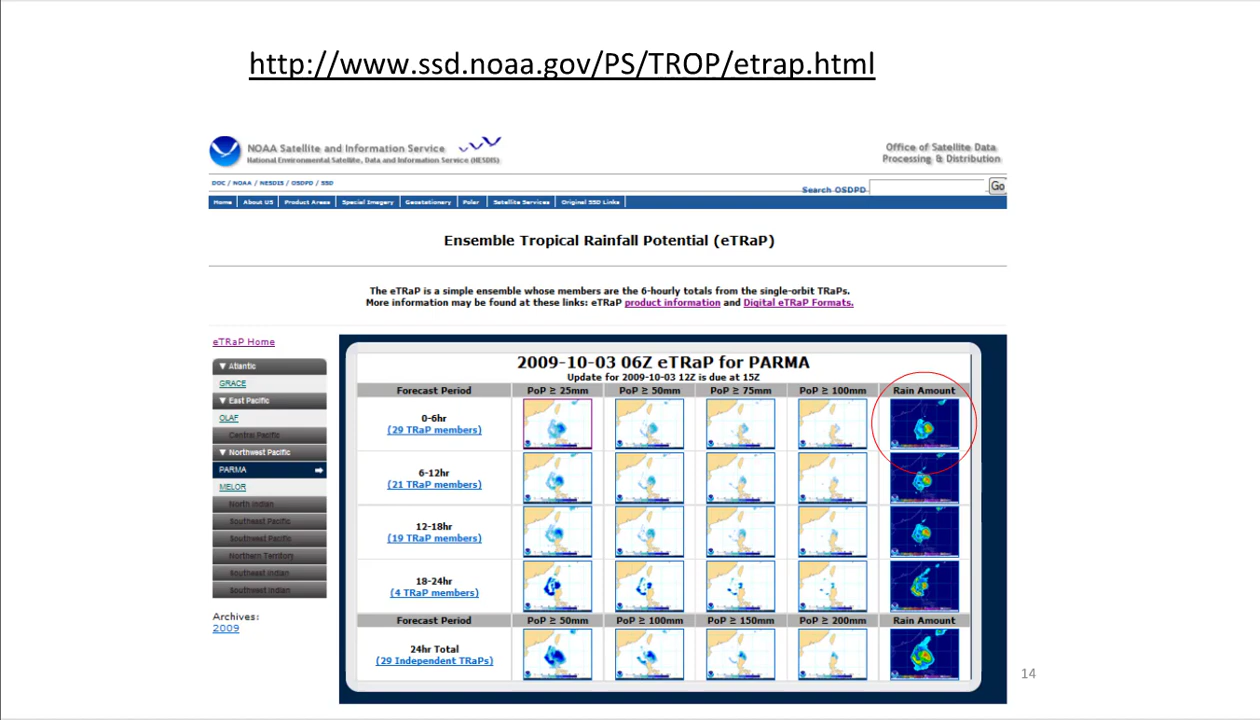 http://www.ssd.noaa.gov/PS/TROP/etrap.html
NOAA Satellite and Information Service
National Environmental Satellite, Data and Information Service (NESDIS)
Office of Satellite Data
Processing & Distribution
DOC / NOAA / NESDIS / OSDPD / SSD
Search OSDPD
Go
Home About US Product Areas Special Imagery Geostationary Polar Satellite Services Original SSD Links
Ensemble Tropical Rainfall Potential (eTRaP)
The eTRaP is a simple ensemble whose members are the 6-hourly totals from the single-orbit TRaPs.
More information may be found at these links: eTRaP product information and Digital eTRaP Formats.
eTRaP Home
▼ Atlantic
GRACE
▼ East Pacific
OLAF
Central Pacific
▼ Northwest Pacific
PARMA
MELOR
North Indian
Southeast Pacific
Southwest Pacific
Northern Territory
Southeast Indian
Southwest Indian
Archives:
2009
2009-10-03 06Z eTRaP for PARMA
Update for 2009-10-03 12Z is due at 15Z
Forecast Period PoP ≥ 25mm PoP ≥ 50mm PoP ≥ 75mm PoP ≥ 100mm Rain Amount
0-6hr
(29 TRaP members)
6-12hr
(21 TRaP members)
12-18hr
(19 TRaP members)
18-24hr
(4 TRaP members)
Forecast Period PoP ≥ 50mm PoP ≥ 100mm PoP ≥ 150mm PoP ≥ 200mm Rain Amount
24hr Total
(29 Independent TRaPs)
14